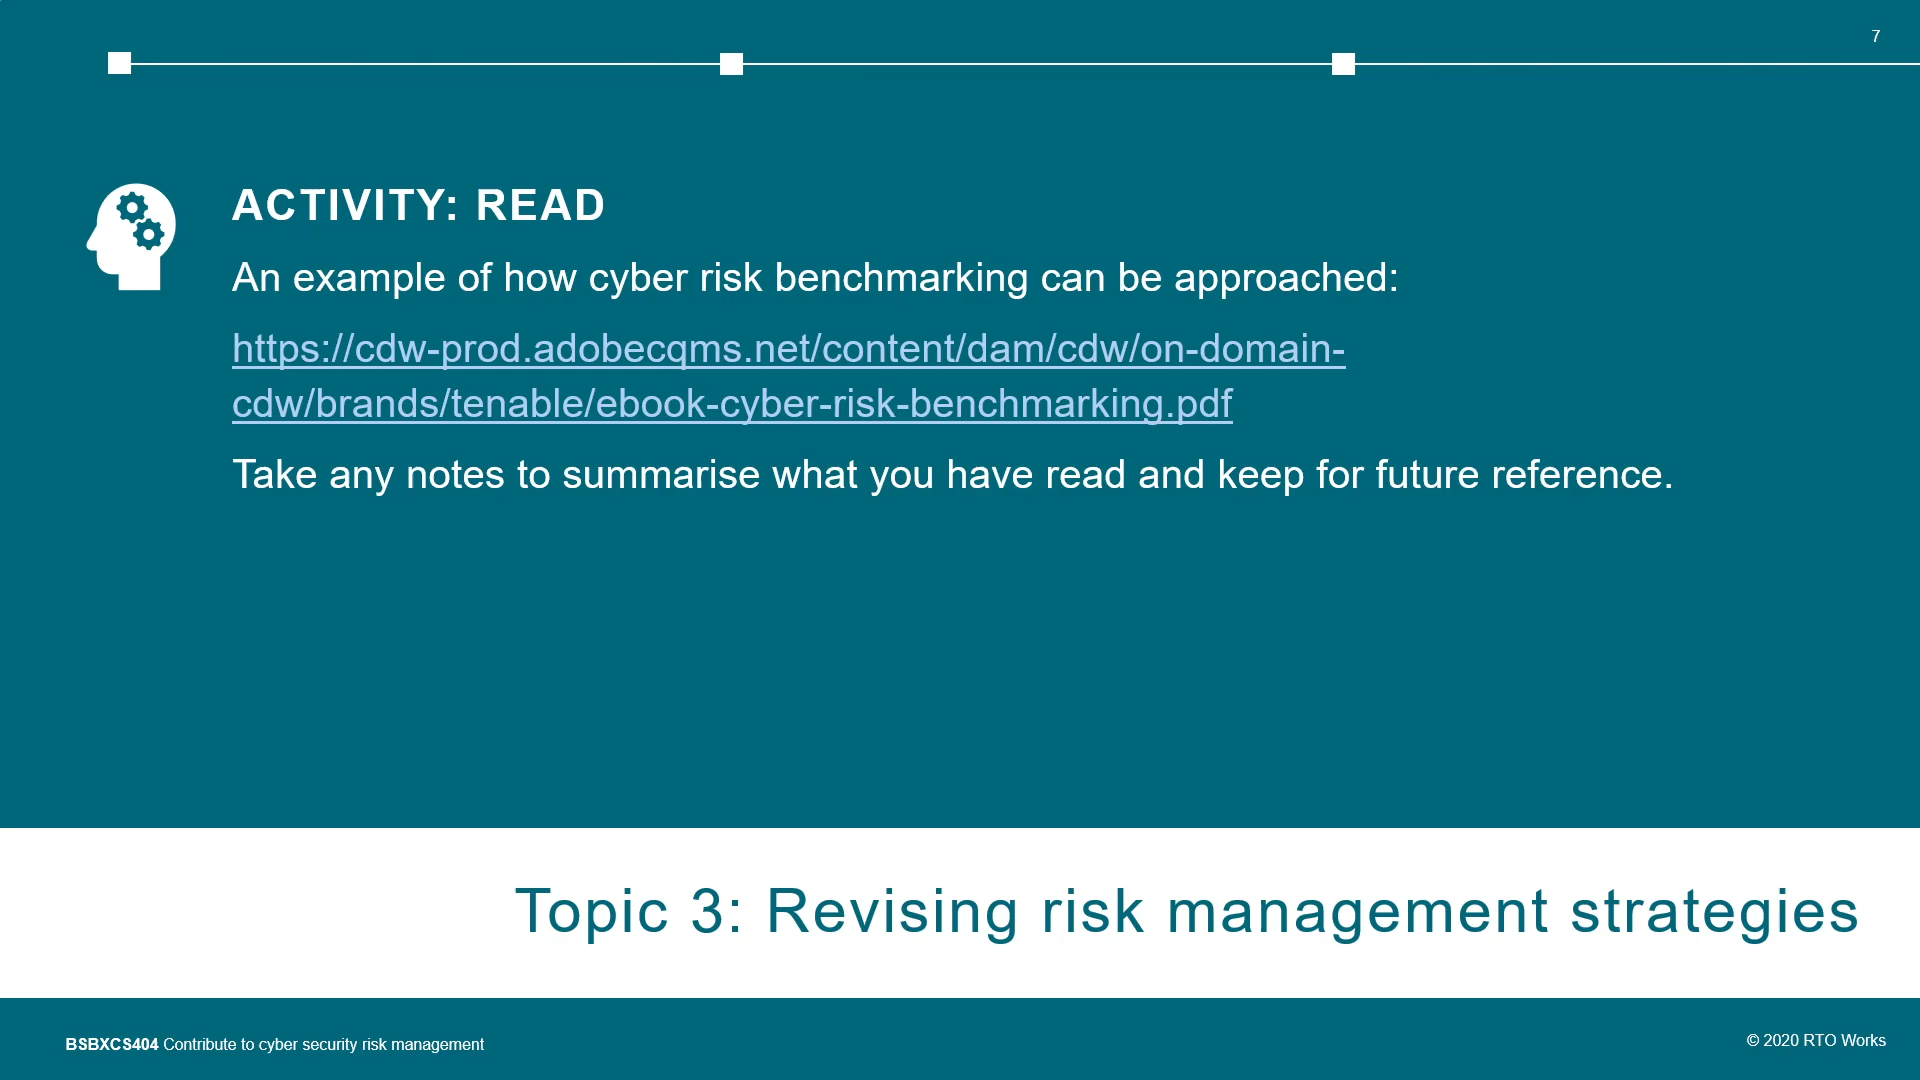 7
ACTIVITY: READ
An example of how cyber risk benchmarking can be approached:
https://cdw-prod.adobecqms.net/content/dam/cdw/on-domain-
cdw/brands/tenable/ebook-cyber-risk-benchmarking.pdf
Take any notes to summarise what you have read and keep for future reference.
Topic 3: Revising risk management strategies
BSBXCS404 Contribute to cyber security risk management
© 2020 RTO Works